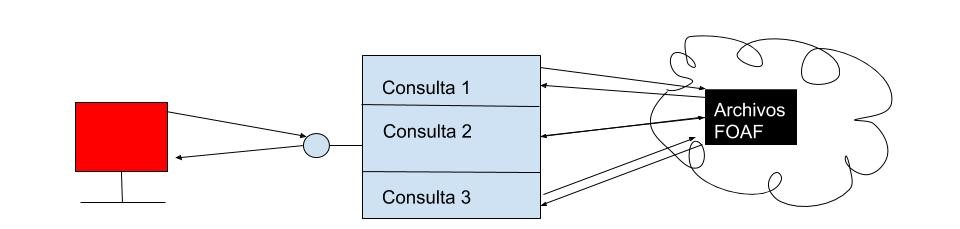 Consulta 1
Consulta 2
Consulta 3
Archivos
FOAF